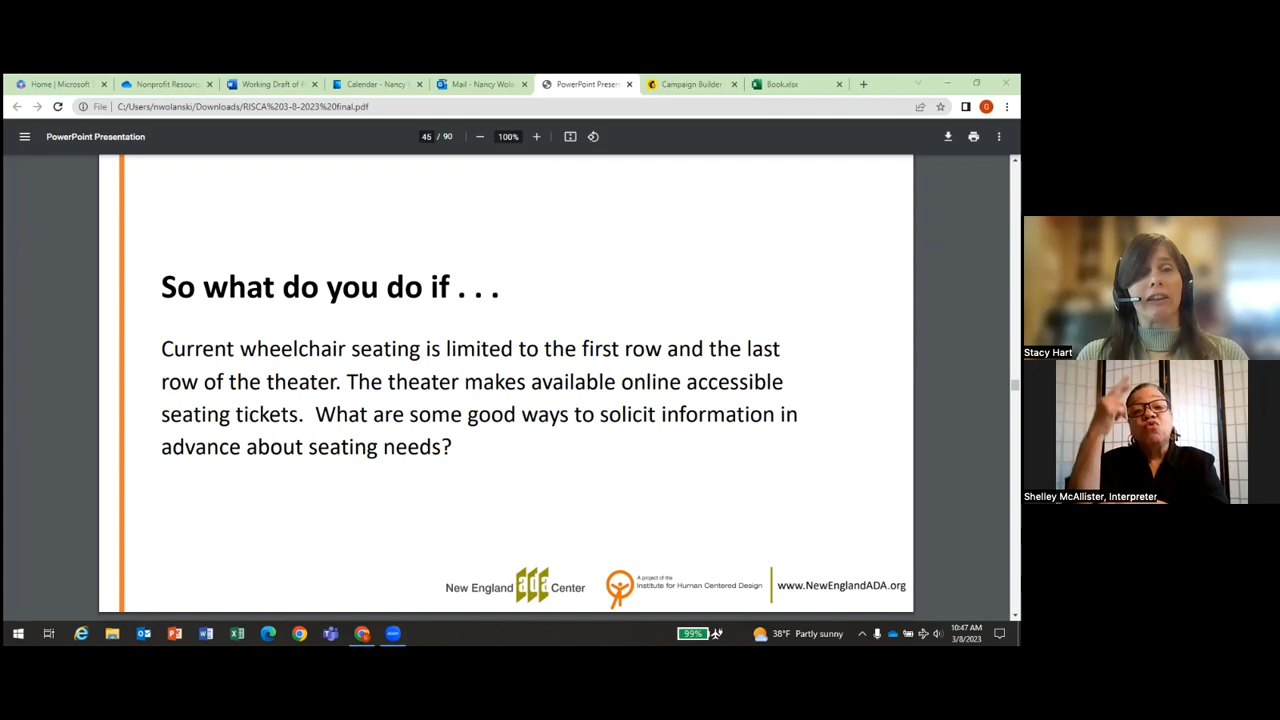 Home | Microsoft
Nonprofit Resourc
Working Draft of
Calendar - Nancy
Mail - Nancy Wola
PowerPoint Presen
Campaign Builder
Book.xlsx
File
C:/Users/nwolanski/Downloads/RISCA%203-8-2023%20final.pdf
G
PowerPoint Presentation
45 / 90
100%
So what do you do if . . .
Current wheelchair seating is limited to the first row and the last
row of the theater. The theater makes available online accessible
seating tickets. What are some good ways to solicit information in
advance about seating needs?
New England ada Center
A project of the
Institute for Human Centered Design
www.NewEnglandADA.org
Stacy Hart
Shelley McAllister, Interpreter
99%
38°F Partly sunny
10:47 AM
3/8/2023